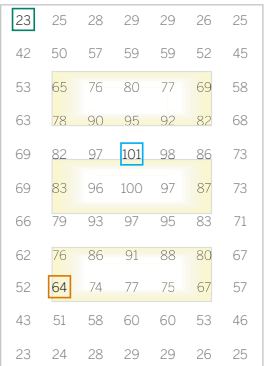 23 25 28 29 29 26 25
42 50 57 59 59 52 45
53 65 76 80 77 69 58
63 78 90 95 92 82 68
69 82 97 101 98 86 73
69 83 96 100 97 87 73
66 79 93 97 95 83 71
62 76 86 91 88 80 67
52 64 74 77 75 67 57
43 51 58 60 60 53 46
23 24 28 29 29 26 25